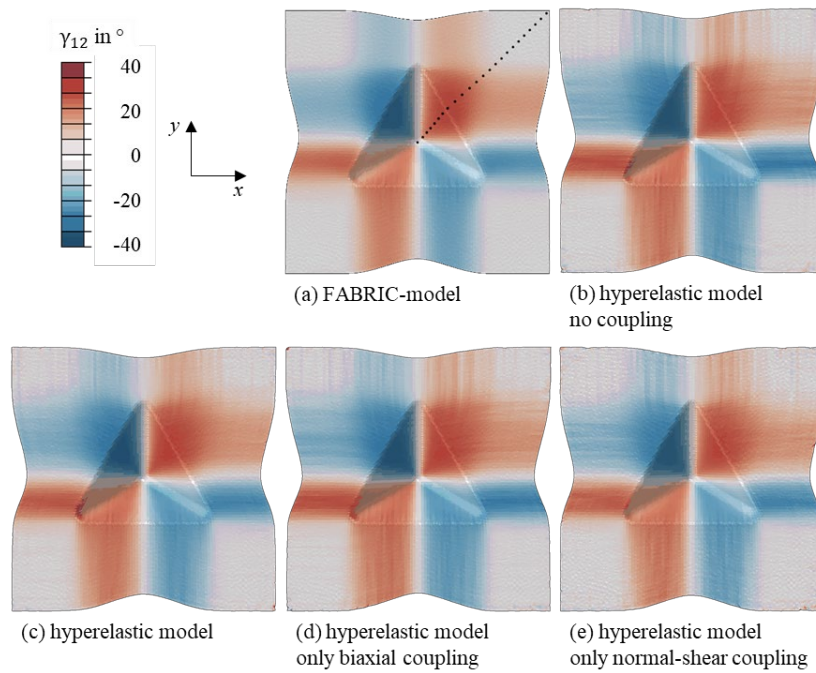 γ₁₂ in °
40
20
0
-20
-40
y
x
(a) FABRIC-model
(b) hyperelastic model
no coupling
(c) hyperelastic model
(d) hyperelastic model
only biaxial coupling
(e) hyperelastic model
only normal-shear coupling